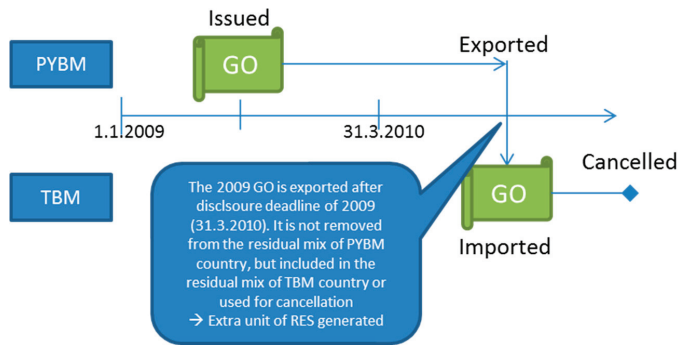 Issued
PYBM
GO
Exported
1.1.2009
31.3.2010
TBM
The 2009 GO is exported after
disclsoure deadline of 2009
(31.3.2010). It is not removed
from the residual mix of PYBM
country, but included in the
residual mix of TBM country or
used for cancellation
→ Extra unit of RES generated
GO
Cancelled
Imported